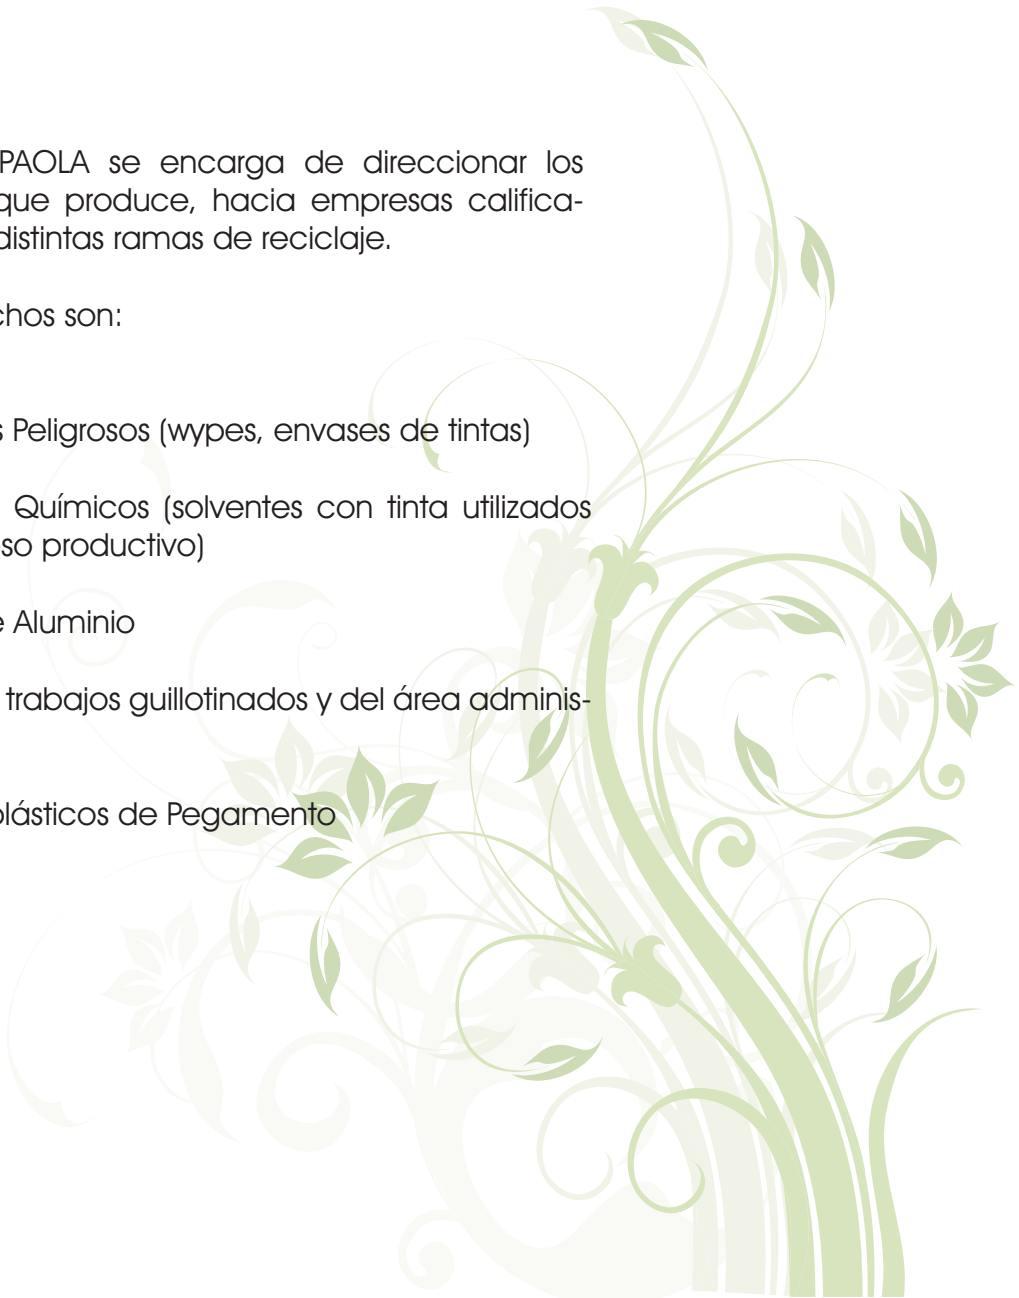 PAOLA se encarga de direccionar los
que produce, hacia empresas califica-
distintas ramas de reciclaje.
chos son:
s Peligrosos (wypes, envases de tintas)
Químicos (solventes con tinta utilizados
so productivo)
e Aluminio
trabajos guillotinados y del área adminis-
plásticos de Pegamento